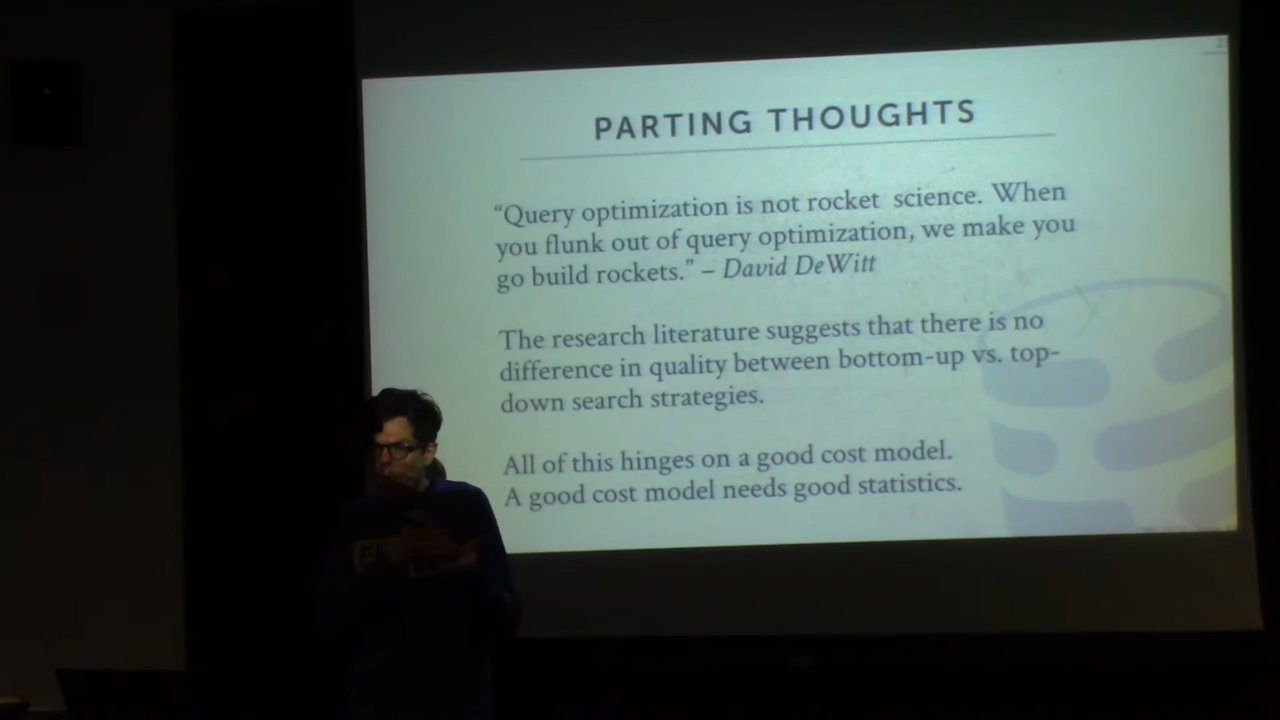 PARTING THOUGHTS
“Query optimization is not rocket science. When
you flunk out of query optimization, we make you
go build rockets.” – David DeWitt
The research literature suggests that there is no
difference in quality between bottom-up vs. top-
down search strategies.
All of this hinges on a good cost model.
A good cost model needs good statistics.